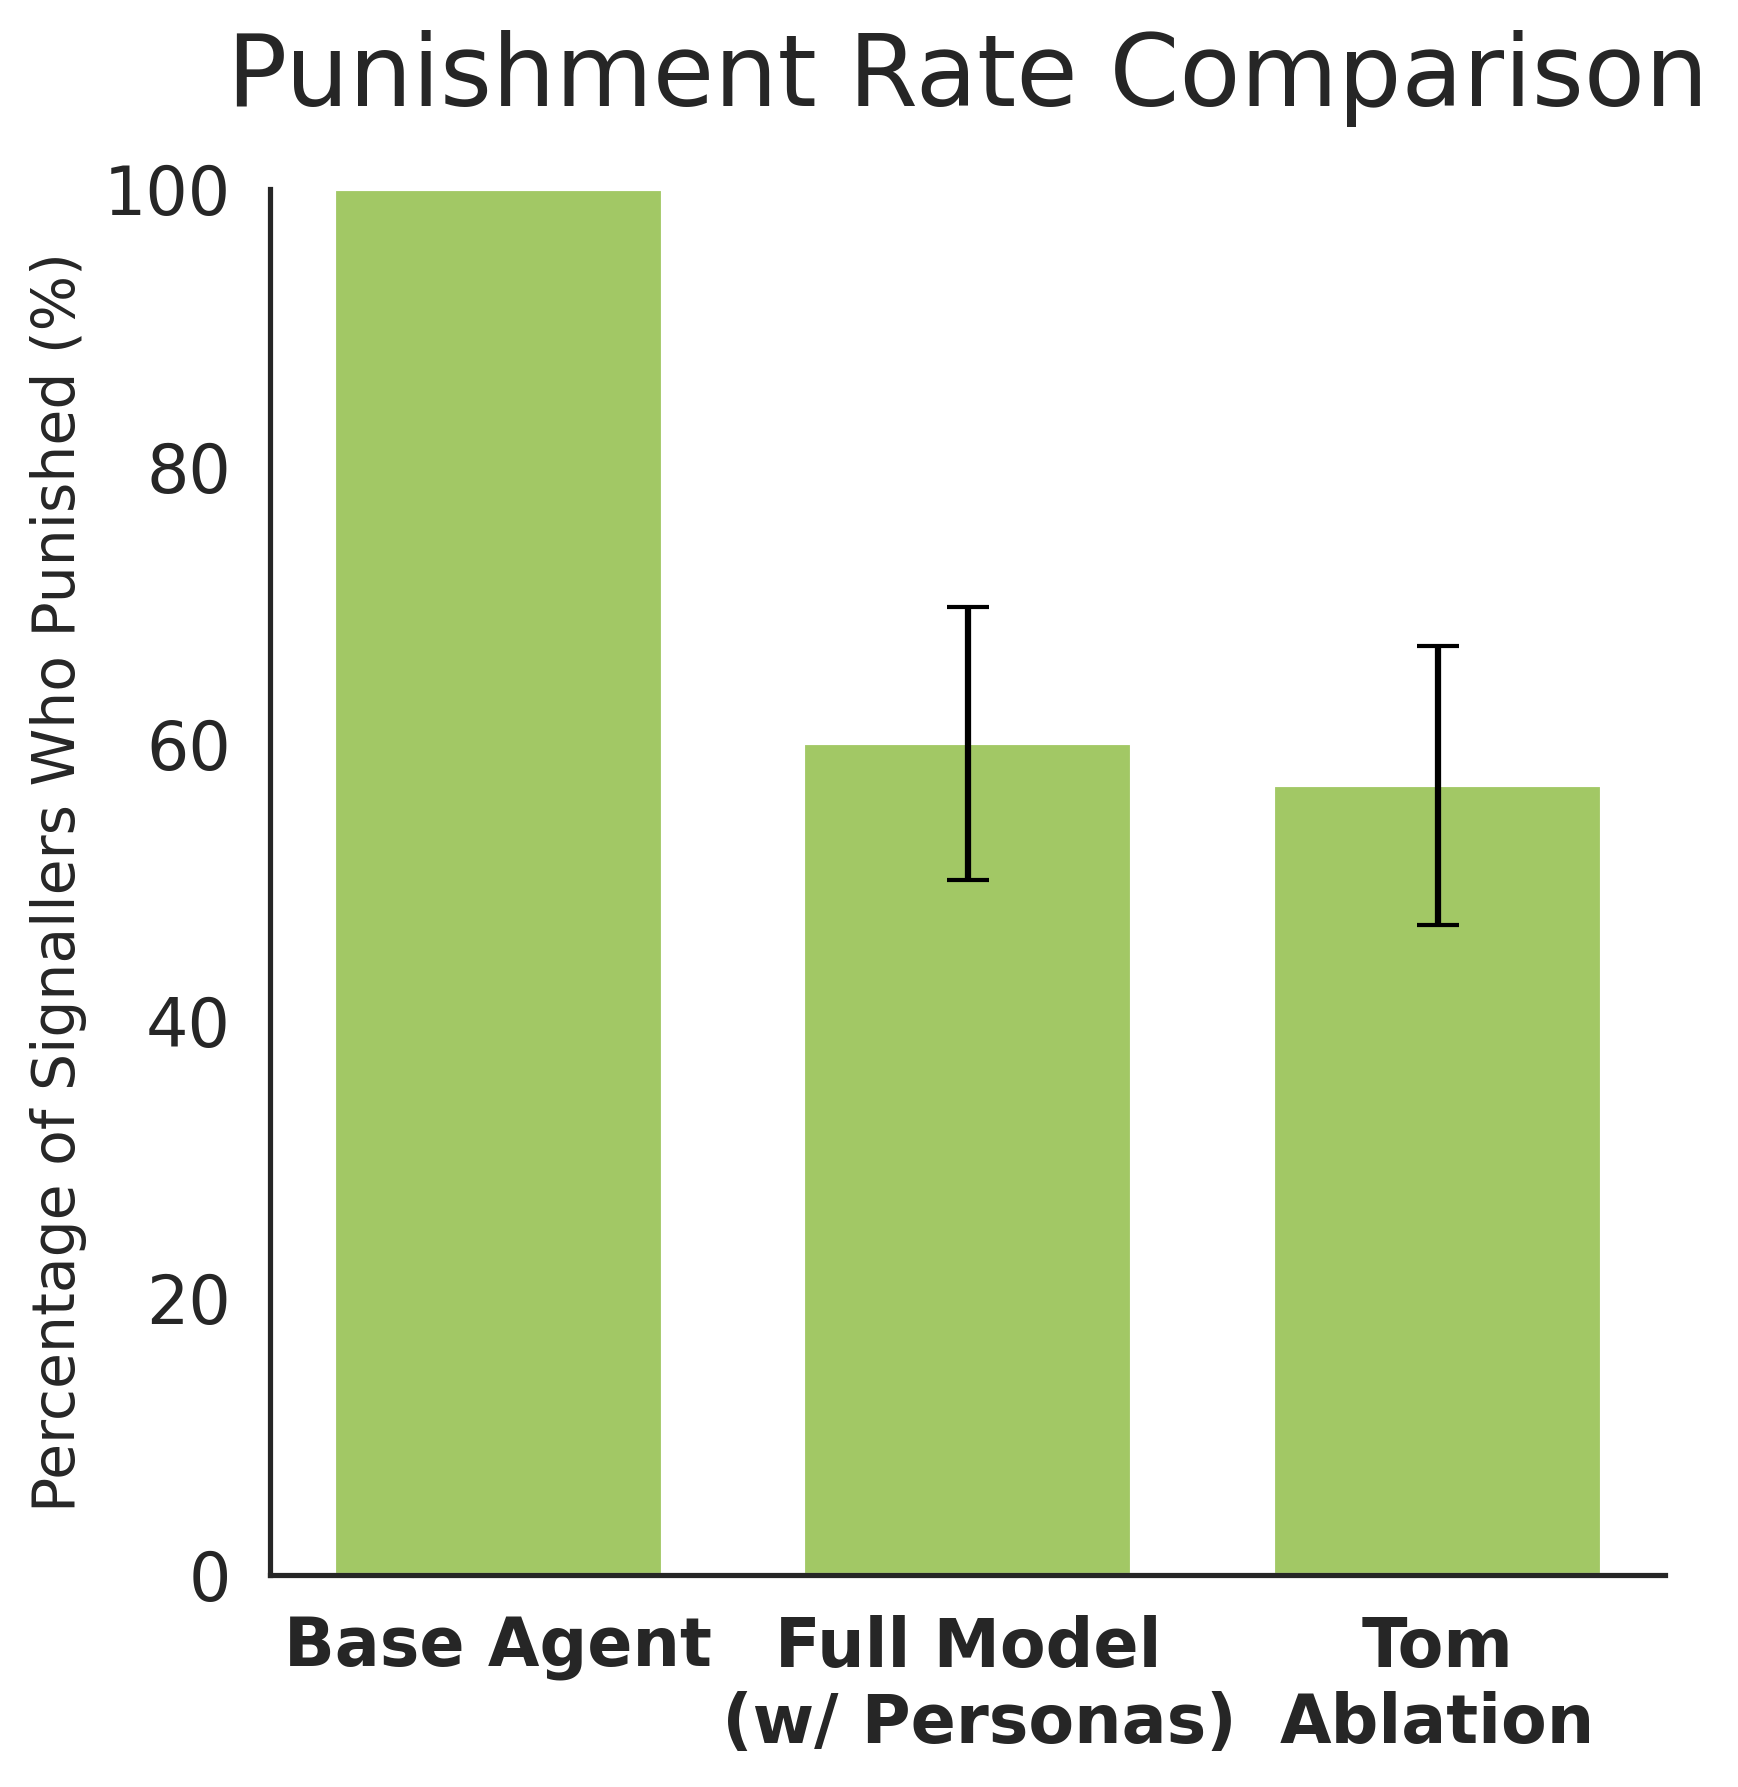 Punishment Rate Comparison
Percentage of Signallers Who Punished (%)
100
80
60
40
20
0
Base Agent
Full Model
(w/ Personas)
Tom
Ablation